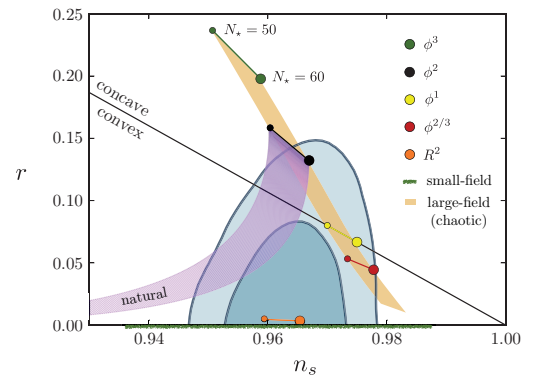 0.25
0.20
0.15
0.10
0.05
0.00
r
0.94
0.96
0.98
1.00
n_s
N⋆ = 50
N⋆ = 60
concave
convex
natural
ϕ³
ϕ²
ϕ¹
ϕ^{2/3}
R²
small-field
large-field
(chaotic)